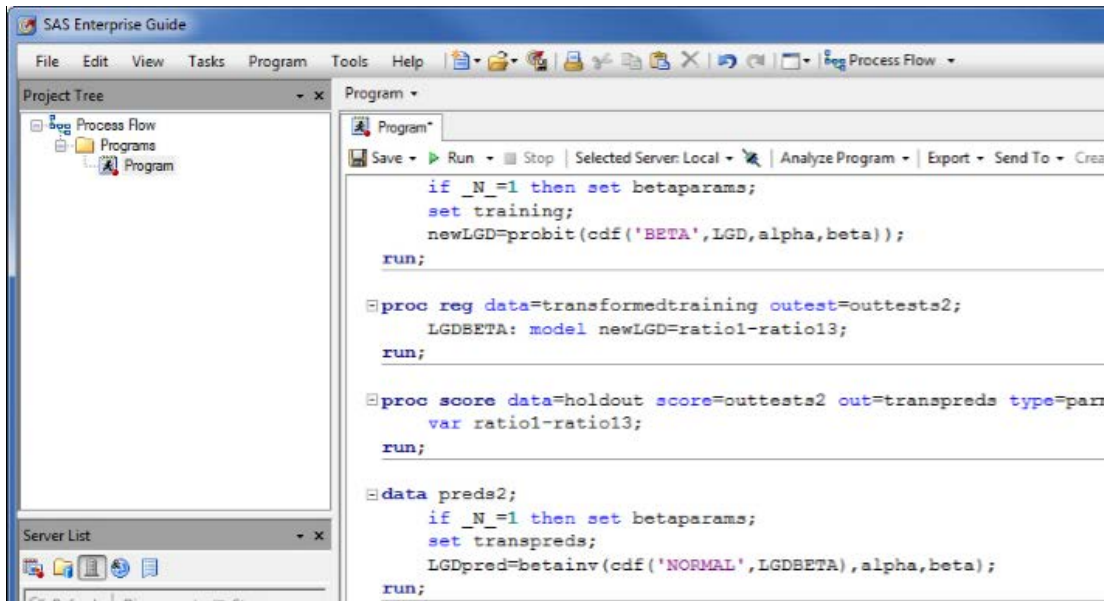 SAS Enterprise Guide
File Edit View Tasks Program Tools Help Process Flow
Project Tree
Process Flow
Programs
Program
Program
Program*
Save Run Stop Selected Server: Local Analyze Program Export Send To Crea
if _N_=1 then set betaparams;
set training;
newLGD=probit(cdf('BETA',LGD,alpha,beta));
run;
proc reg data=transformedtraining outest=outtests2;
LGDBETA: model newLGD=ratio1-ratio13;
run;
proc score data=holdout score=outtests2 out=transpreds type=parm
var ratio1-ratio13;
run;
data preds2;
if _N_=1 then set betaparams;
set transpreds;
LGDpred=betainv(cdf('NORMAL',LGDBETA),alpha,beta);
run;
Server List